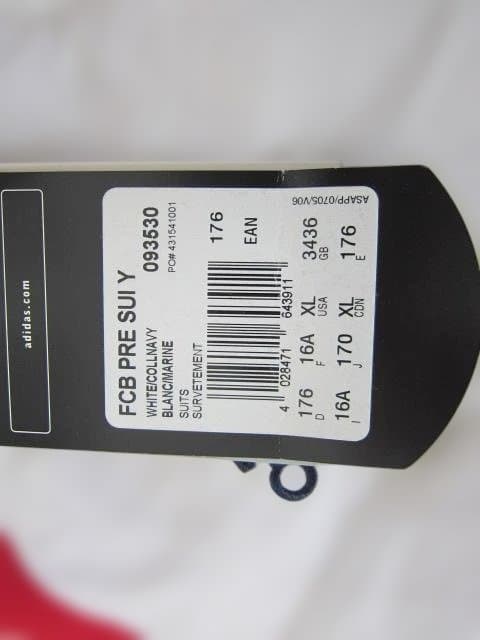 adidas.com
FCB PRE SUI Y
093530
WHITE/COLLNAVY
PO# 431541001
BLANC/MARINE
SUITS
SURVETEMENT
176
EAN
4 028471 643911
176 16A XL 3436
D F USA GB
16A 170 XL 176
I J CDN E
ASAPP/0705/V06